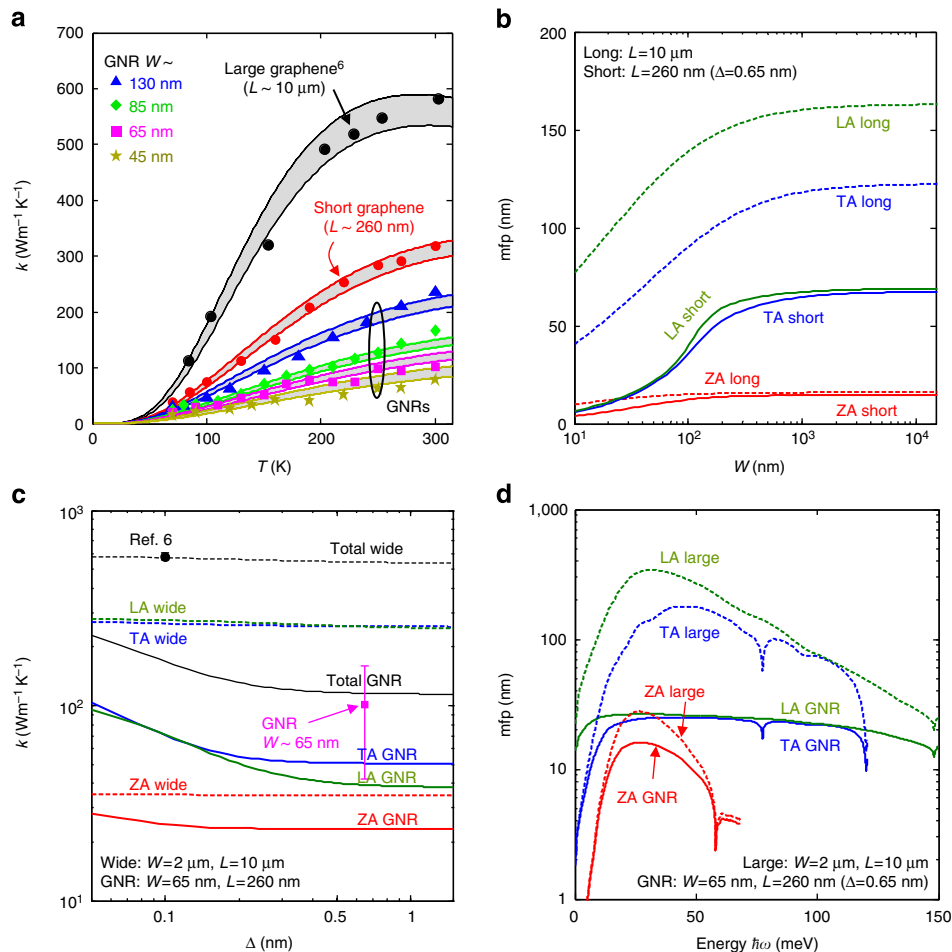 a
700
600
500
400
300
200
100
0
0
100
200
300
k (Wm⁻¹ K⁻¹)
T (K)
GNR W ~
130 nm
85 nm
65 nm
45 nm
Large graphene⁶
(L ~ 10 µm)
Short graphene
(L ~ 260 nm)
GNRs
b
200
150
100
50
0
10¹
10²
10³
10⁴
mfp (nm)
W (nm)
Long: L=10 µm
Short: L=260 nm (Δ=0.65 nm)
LA long
TA long
LA short
TA short
ZA long
ZA short
c
10³
10²
10¹
0.1
0.5
1
k (Wm⁻¹ K⁻¹)
Δ (nm)
Ref. 6
Total wide
LA wide
TA wide
Total GNR
GNR
W ~ 65 nm
TA GNR
LA GNR
ZA wide
ZA GNR
Wide: W=2 µm, L=10 µm
GNR: W=65 nm, L=260 nm
d
1,000
100
10
1
0
50
100
150
mfp (nm)
Energy ℏω (meV)
LA large
TA large
ZA large
LA GNR
TA GNR
ZA GNR
Large: W=2 µm, L=10 µm
GNR: W=65 nm, L=260 nm (Δ=0.65 nm)